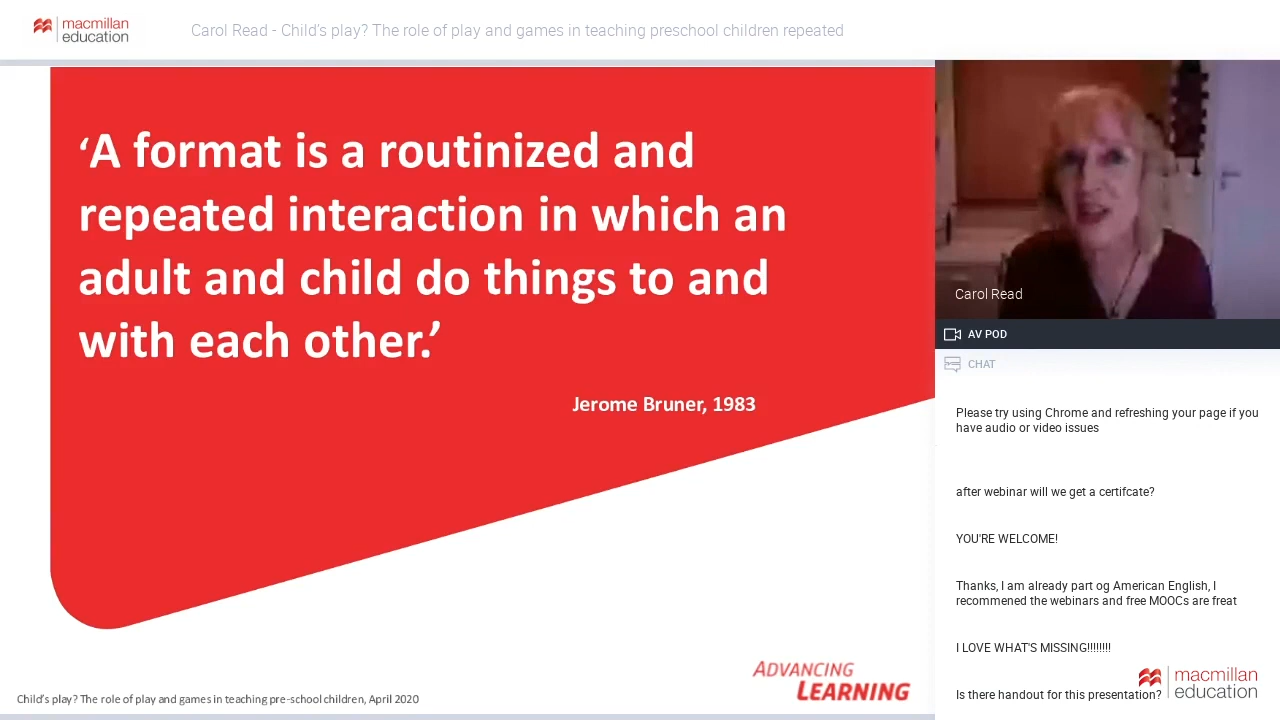 macmillan
education
Carol Read - Child's play? The role of play and games in teaching preschool children repeated
‘A format is a routinized and
repeated interaction in which an
adult and child do things to and
with each other.’
Jerome Bruner, 1983
ADVANCING
LEARNING
Child's play? The role of play and games in teaching pre-school children, April 2020
Carol Read
AV POD
CHAT
Please try using Chrome and refreshing your page if you
have audio or video issues
after webinar will we get a certifcate?
YOU'RE WELCOME!
Thanks, I am already part og American English, I
recommened the webinars and free MOOCs are freat
I LOVE WHAT'S MISSING!!!!!!!!
Is there handout for this presentation?
macmillan
education